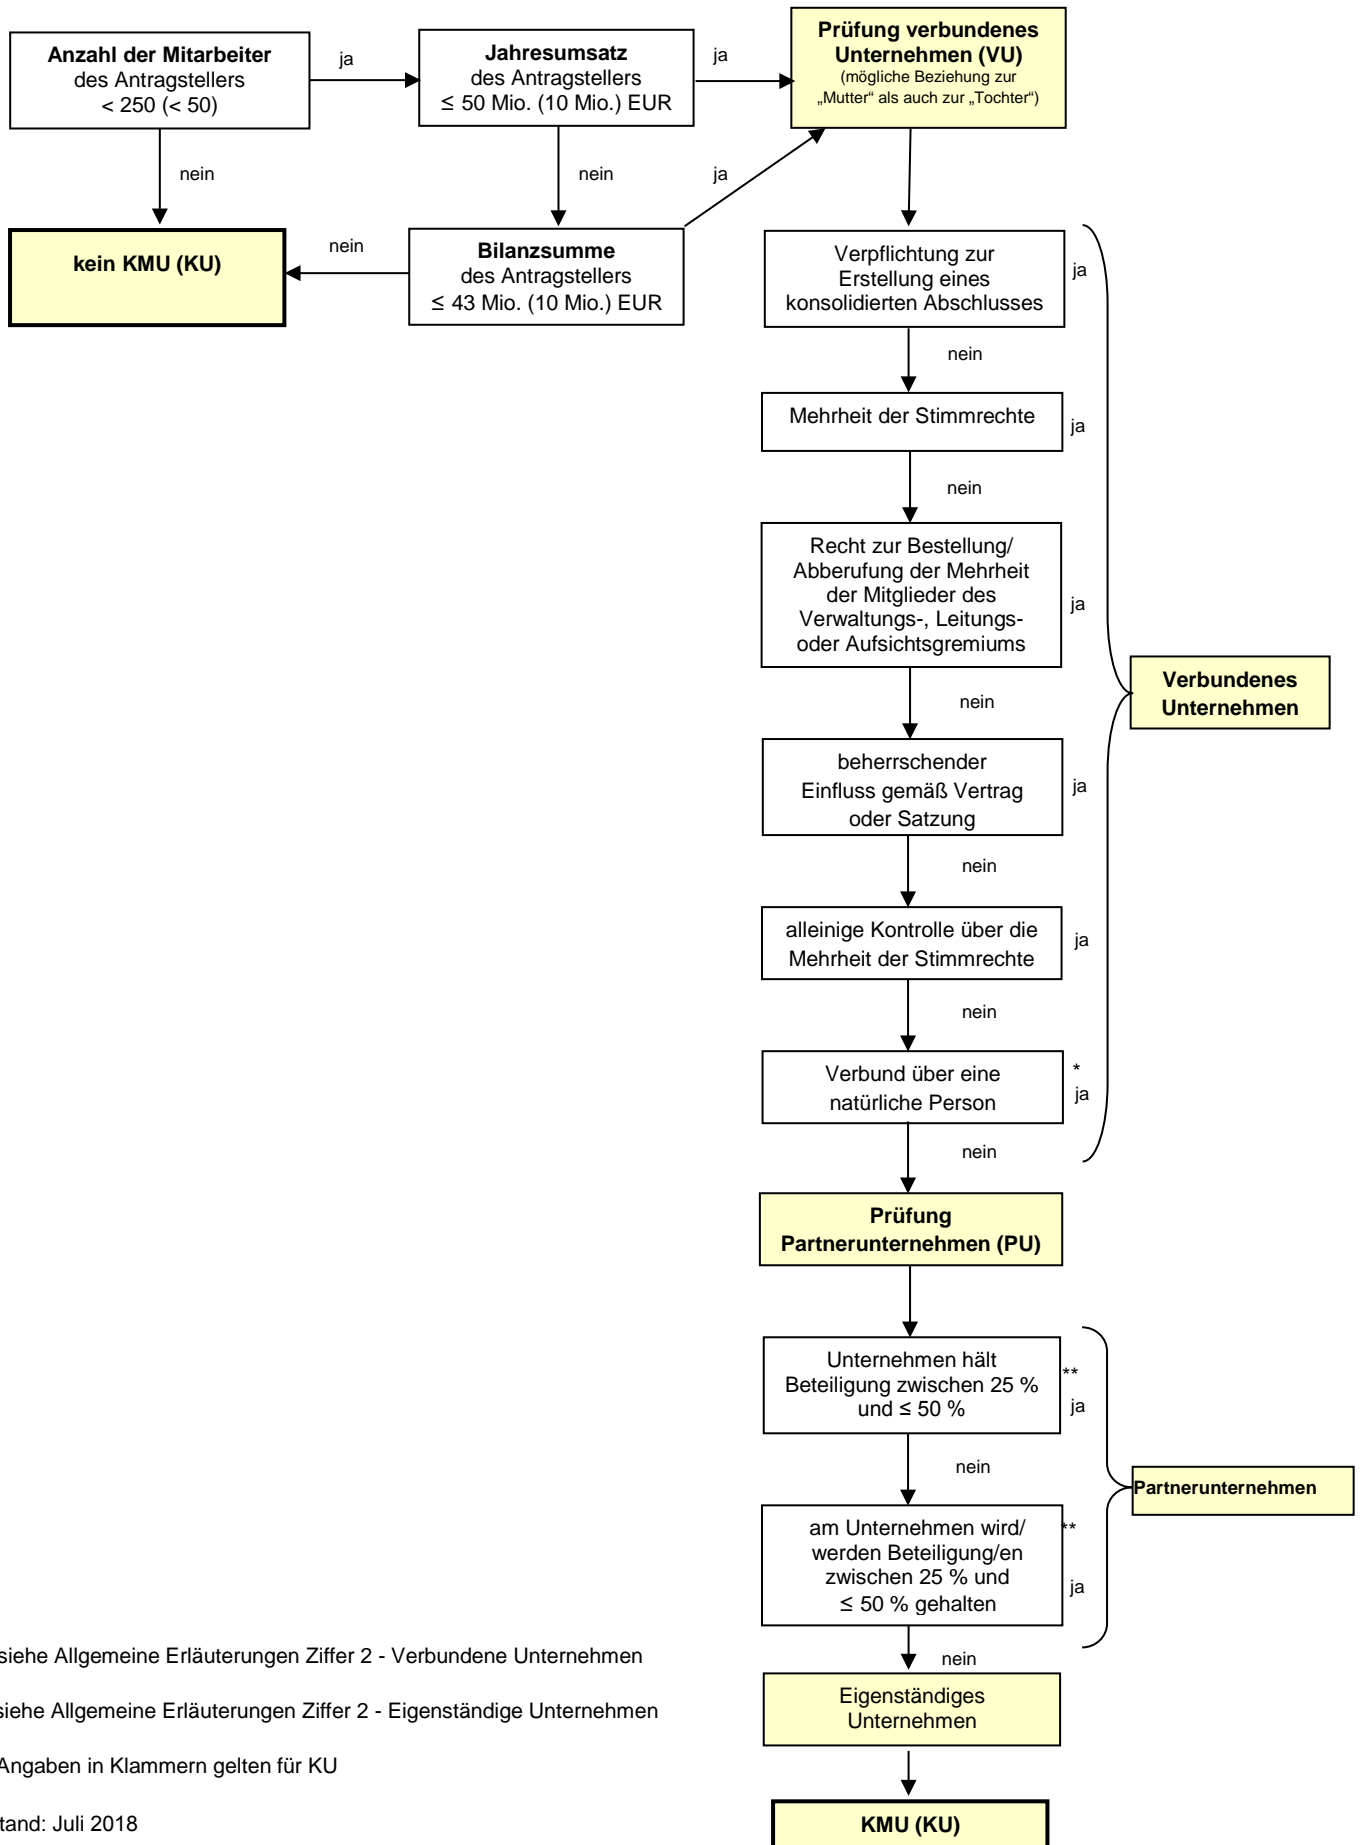 Anzahl der Mitarbeiter
des Antragstellers
< 250 (< 50)
ja
Jahresumsatz
des Antragstellers
≤ 50 Mio. (10 Mio.) EUR
ja
Prüfung verbundenes
Unternehmen (VU)
(mögliche Beziehung zur
„Mutter“ als auch zur „Tochter“)
nein
nein
ja
kein KMU (KU)
nein
Bilanzsumme
des Antragstellers
≤ 43 Mio. (10 Mio.) EUR
Verpflichtung zur
Erstellung eines
konsolidierten Abschlusses
ja
nein
Mehrheit der Stimmrechte
ja
nein
Recht zur Bestellung/
Abberufung der Mehrheit
der Mitglieder des
Verwaltungs-, Leitungs-
oder Aufsichtsgremiums
ja
Verbundenes
Unternehmen
nein
beherrschender
Einfluss gemäß Vertrag
oder Satzung
ja
nein
alleinige Kontrolle über die
Mehrheit der Stimmrechte
ja
nein
Verbund über eine
natürliche Person
*
ja
nein
Prüfung
Partnerunternehmen (PU)
Unternehmen hält
Beteiligung zwischen 25 %
und ≤ 50 %
**
ja
nein
Partnerunternehmen
am Unternehmen wird/
werden Beteiligung/en
zwischen 25 % und
≤ 50 % gehalten
**
ja
nein
siehe Allgemeine Erläuterungen Ziffer 2 - Verbundene Unternehmen
siehe Allgemeine Erläuterungen Ziffer 2 - Eigenständige Unternehmen
Angaben in Klammern gelten für KU
tand: Juli 2018
Eigenständiges
Unternehmen
KMU (KU)